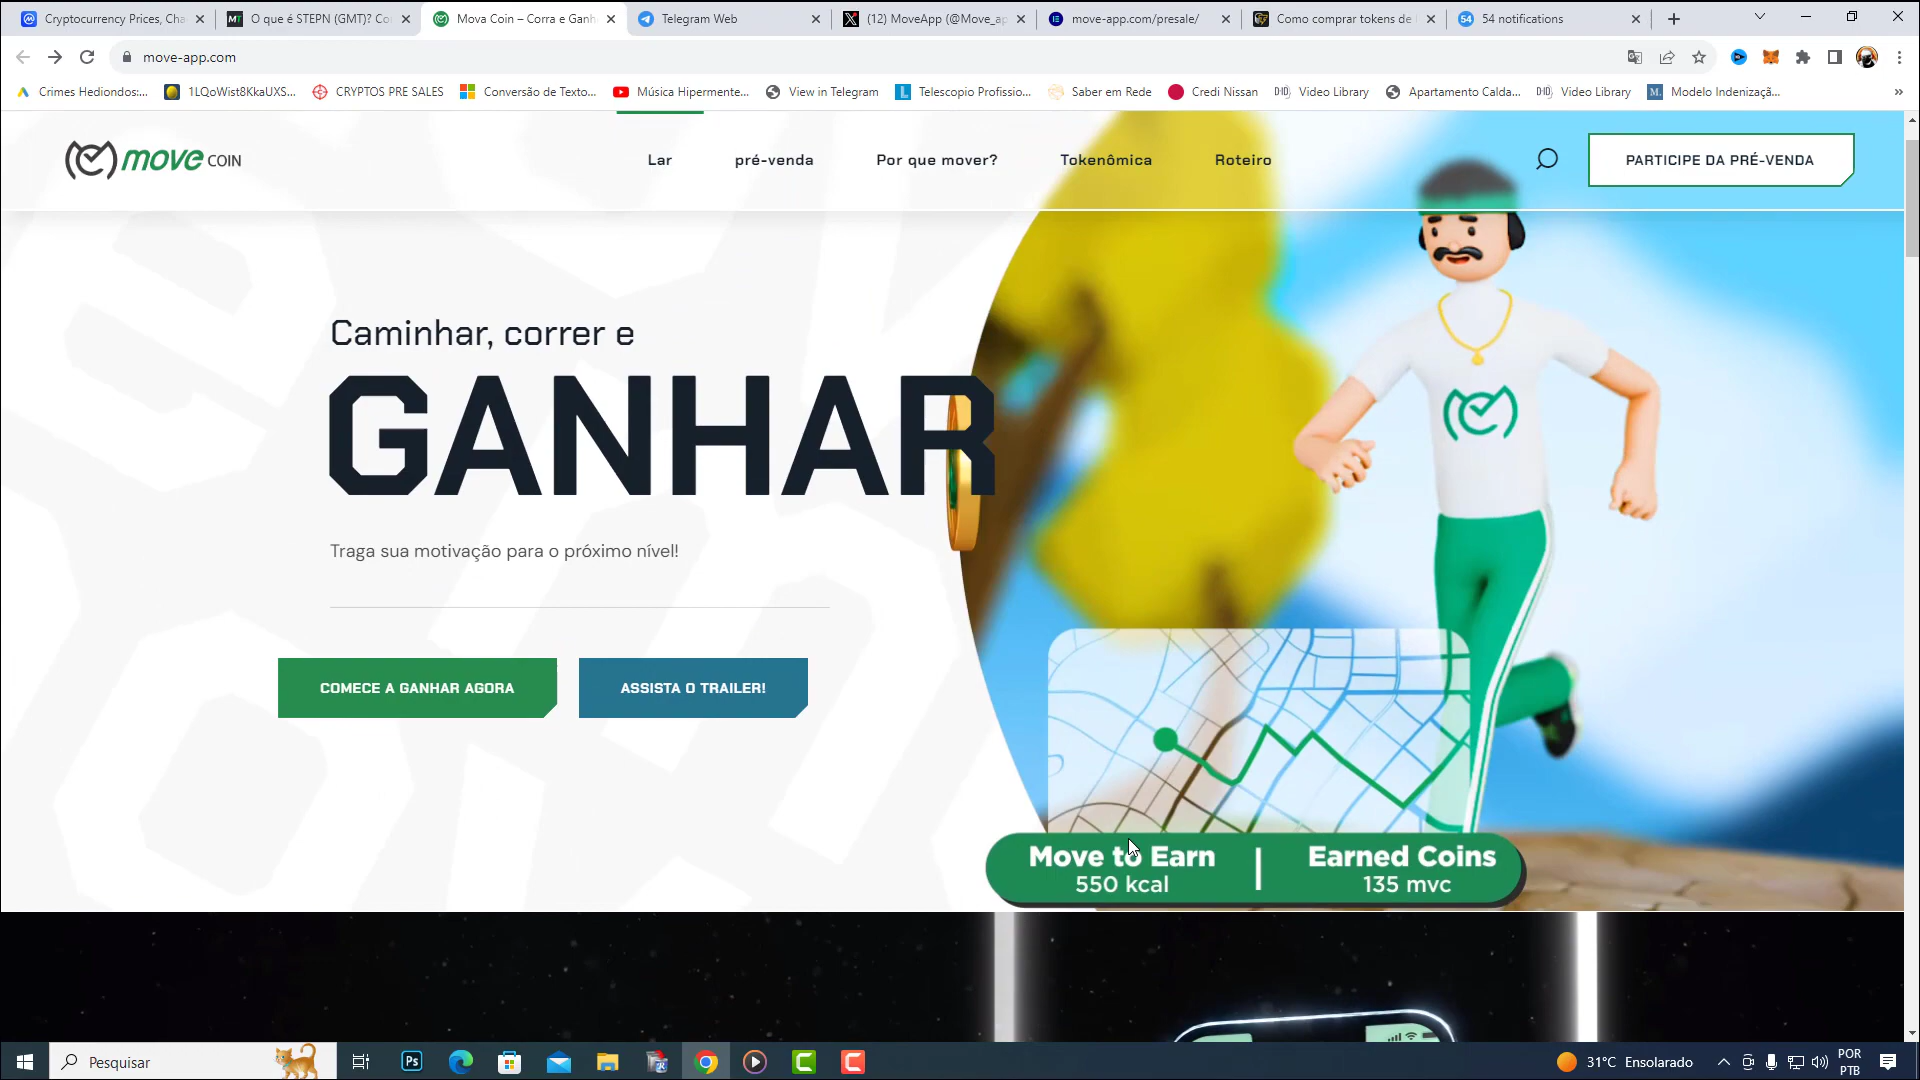 Cryptocurrency Prices, Cha
O que é STEPN (GMT)? Co
Mova Coin – Corra e Ganh
Telegram Web
(12) MoveApp (@Move_ap
move-app.com/presale/
Como comprar tokens de
54 notifications
move-app.com
Crimes Hediondos:...
1LQoWist8KkaUXS...
CRYPTOS PRE SALES
Conversão de Texto...
Música Hipermente...
View in Telegram
Telescopio Profissio...
Saber em Rede
Credi Nissan
Video Library
Apartamento Calda...
Video Library
Modelo Indenizaçã...
move COIN
Lar
pré-venda
Por que mover?
Tokenômica
Roteiro
PARTICIPE DA PRÉ-VENDA
Caminhar, correr e
GANHAR
Traga sua motivação para o próximo nível!
COMECE A GANHAR AGORA
ASSISTA O TRAILER!
Move to Earn
550 kcal
Earned Coins
135 mvc
Pesquisar
31°C Ensolarado
POR
PTB